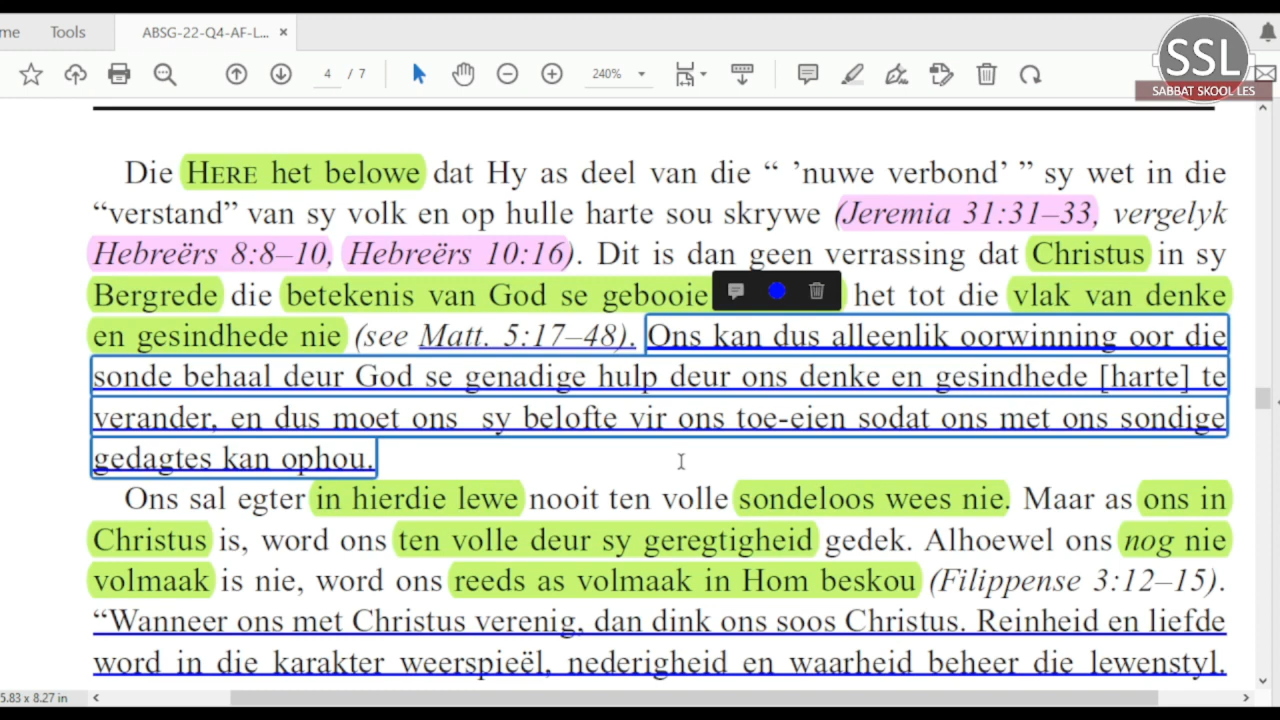 me Tools ABSG-22-Q4-AF-L... ×
SSL
SABBAT SKOOL LES
4 / 7 240%
Die HERE het belowe dat Hy as deel van die “ ’nuwe verbond’ ” sy wet in die
“verstand” van sy volk en op hulle harte sou skrywe (Jeremia 31:31–33, vergelyk
Hebreërs 8:8–10, Hebreërs 10:16). Dit is dan geen verrassing dat Christus in sy
Bergrede die betekenis van God se gebooie het tot die vlak van denke
en gesindhede nie (see Matt. 5:17–48). Ons kan dus alleenlik oorwinning oor die
sonde behaal deur God se genadige hulp deur ons denke en gesindhede [harte] te
verander, en dus moet ons sy belofte vir ons toe-eien sodat ons met ons sondige
gedagtes kan ophou.
Ons sal egter in hierdie lewe nooit ten volle sondeloos wees nie. Maar as ons in
Christus is, word ons ten volle deur sy geregtigheid gedek. Alhoewel ons nog nie
volmaak is nie, word ons reeds as volmaak in Hom beskou (Filippense 3:12–15).
“Wanneer ons met Christus verenig, dan dink ons soos Christus. Reinheid en liefde
word in die karakter weerspieël, nederigheid en waarheid beheer die lewenstyl.
5.83 x 8.27 in